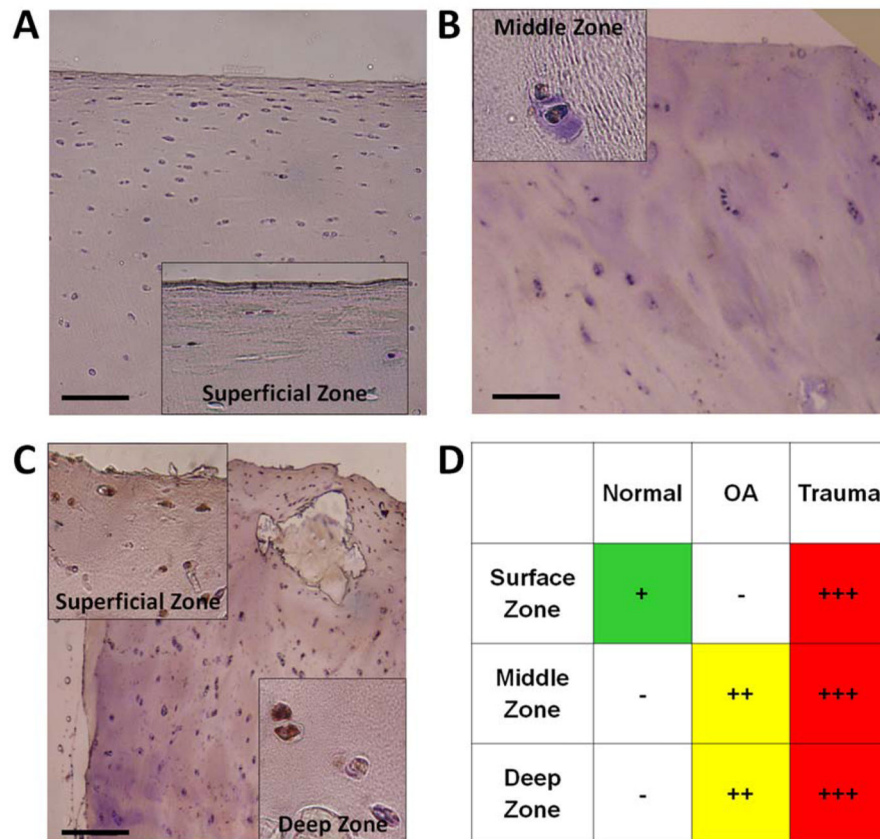 A
Superficial Zone
B
Middle Zone
C
Superficial Zone
Deep Zone
D
Normal OA Trauma
Surface Zone + - +++
Middle Zone - ++ +++
Deep Zone - ++ +++